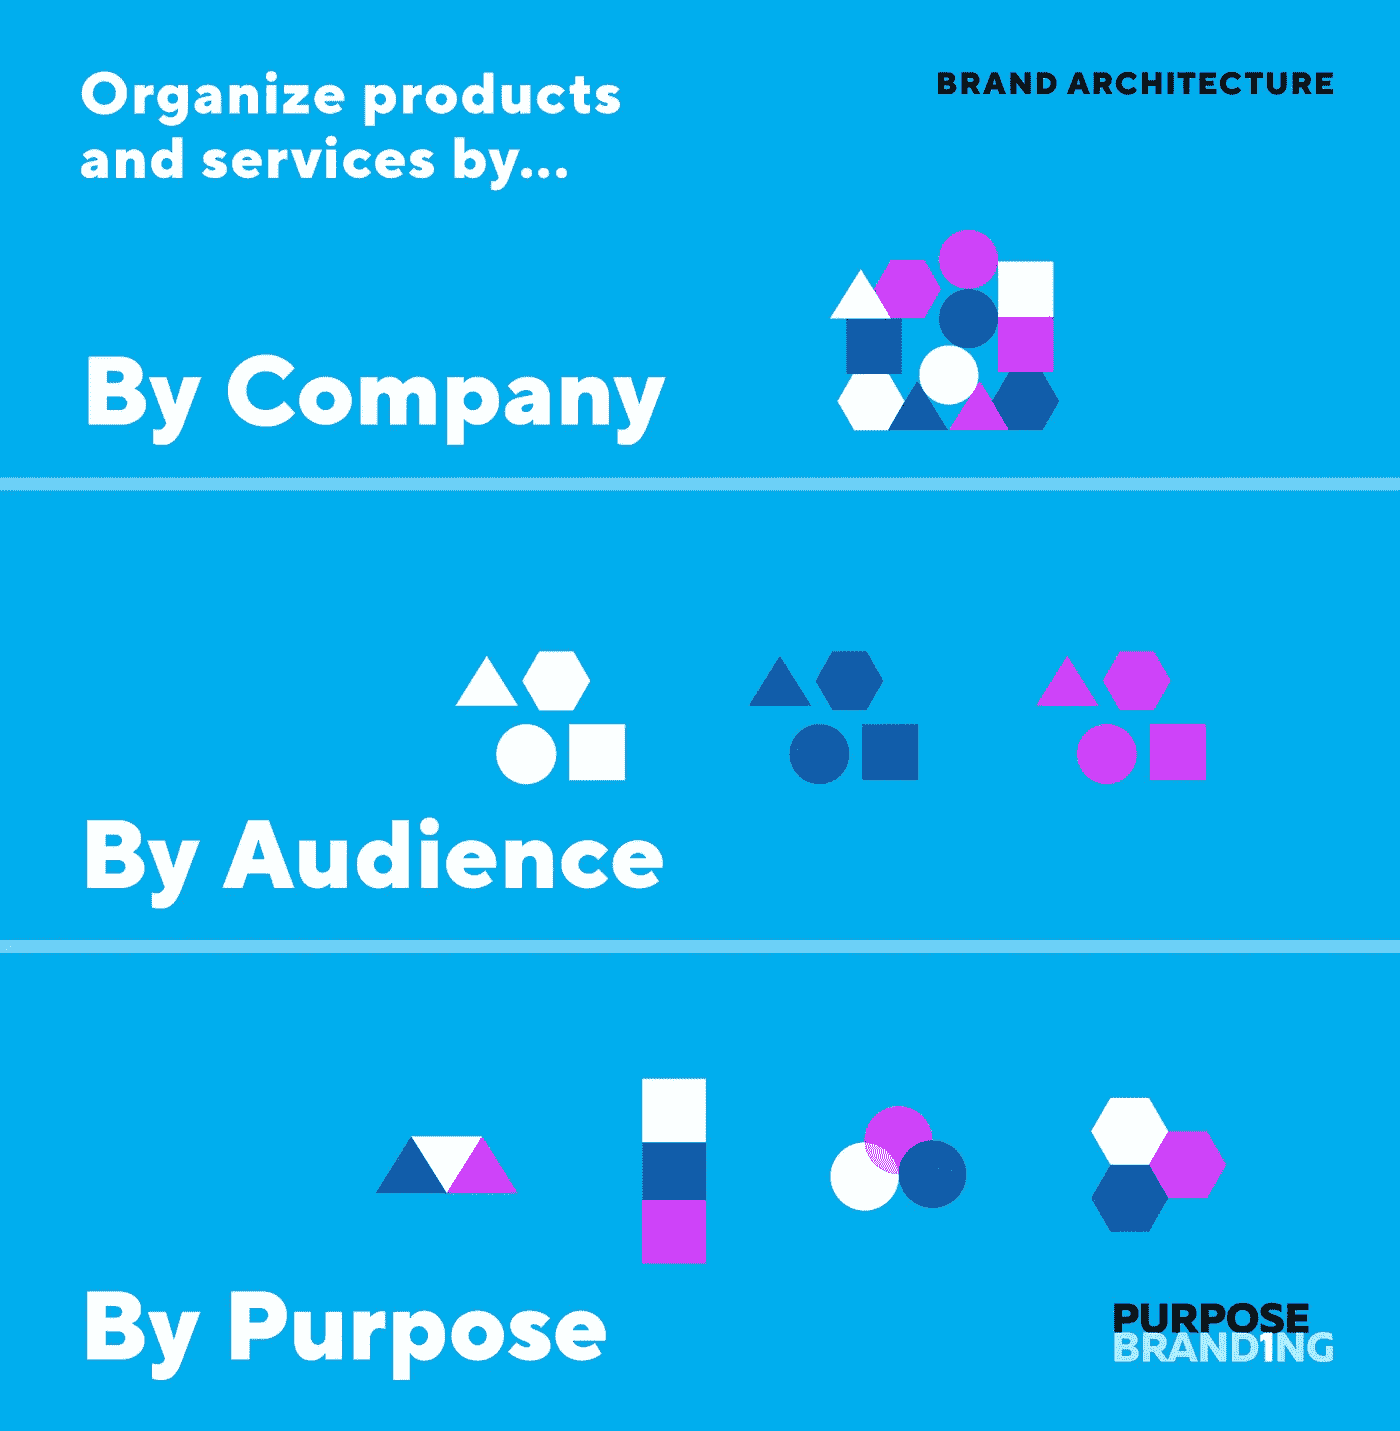 Organize products
and services by...
BRAND ARCHITECTURE
By Company
By Audience
By Purpose
PURPOSE
BRAND1NG